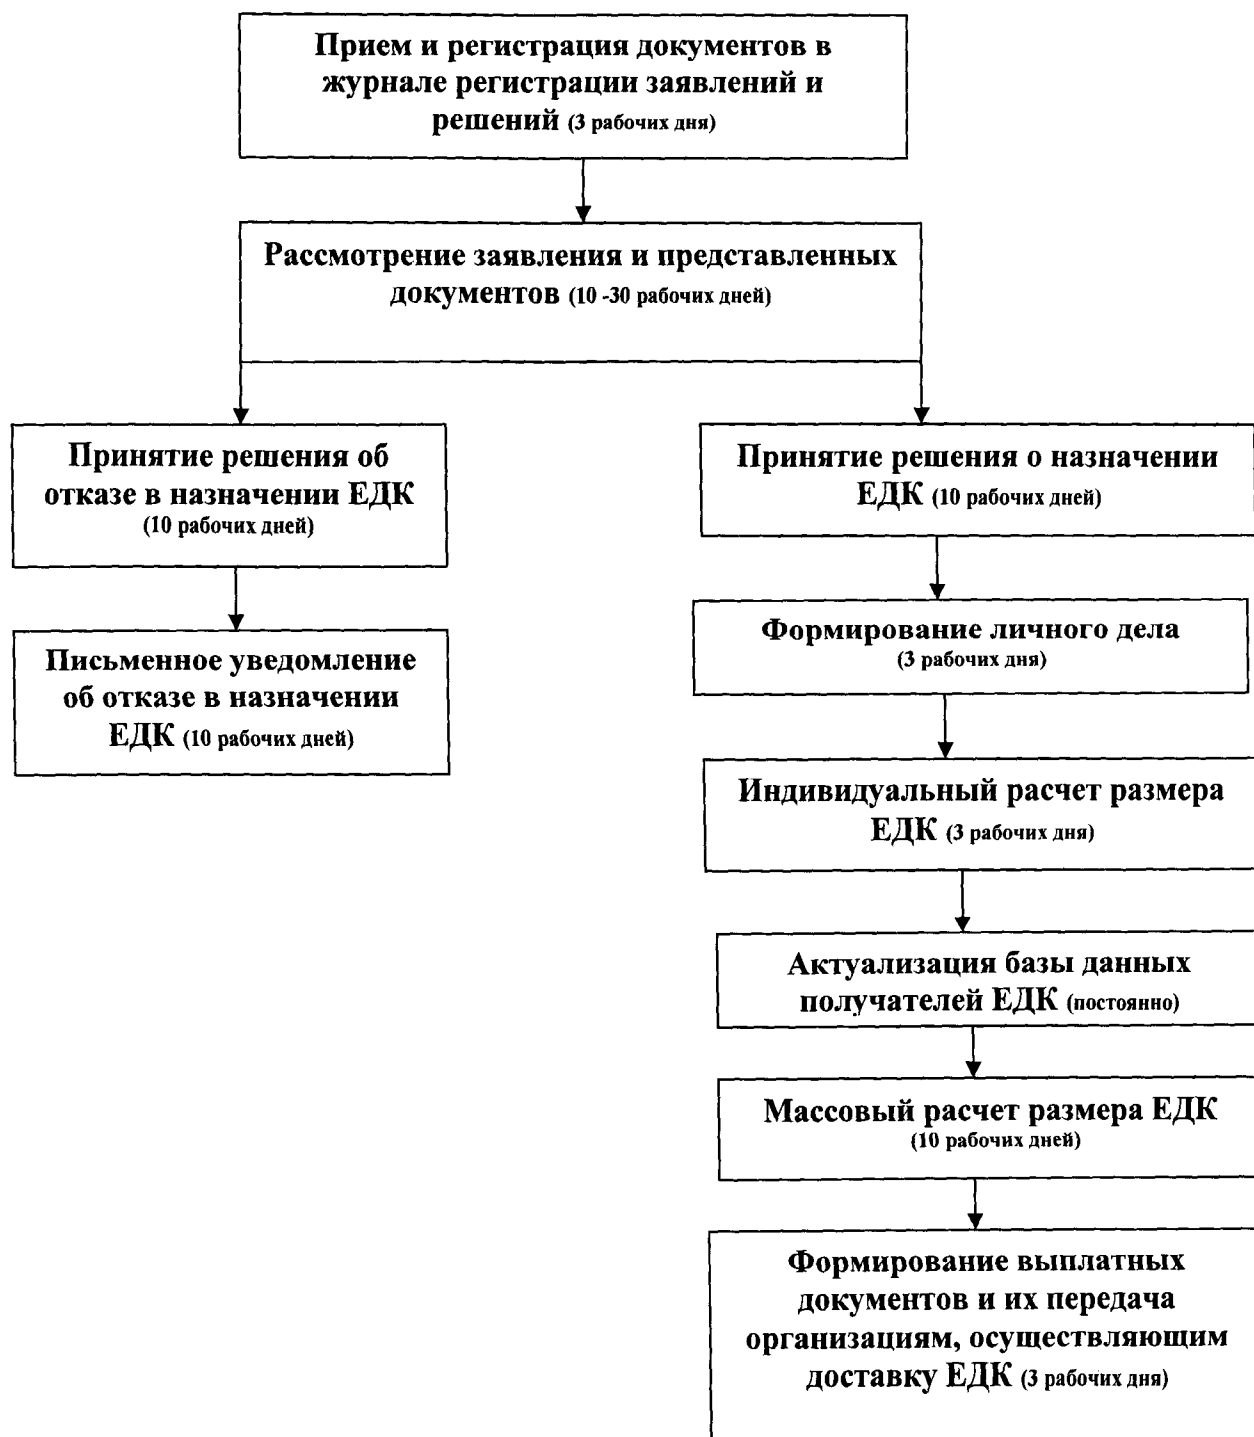 Прием и регистрация документов в
журнале регистрации заявлений и
решений (3 рабочих дня)
Рассмотрение заявления и представленных
документов (10 -30 рабочих дней)
Принятие решения об
отказе в назначении ЕДК
(10 рабочих дней)
Письменное уведомление
об отказе в назначении
ЕДК (10 рабочих дней)
Принятие решения о назначении
ЕДК (10 рабочих дней)
Формирование личного дела
(3 рабочих дня)
Индивидуальный расчет размера
ЕДК (3 рабочих дня)
Актуализация базы данных
получателей ЕДК (постоянно)
Массовый расчет размера ЕДК
(10 рабочих дней)
Формирование выплатных
документов и их передача
организациям, осуществляющим
доставку ЕДК (3 рабочих дня)